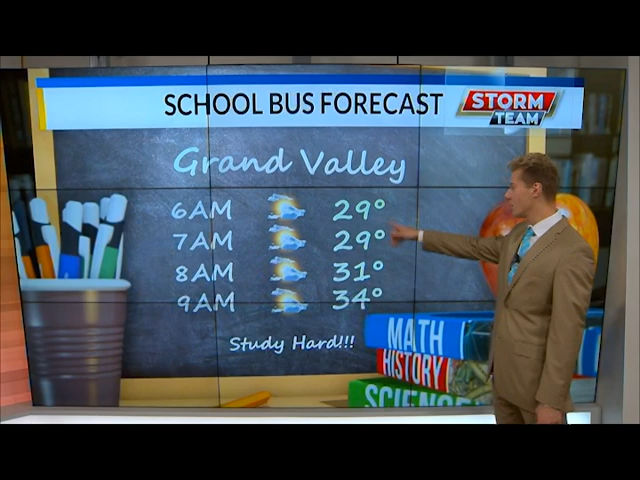 SCHOOL BUS FORECAST
STORM
TEAM
Grand Valley
6AM 29°
7AM 29°
8AM 31°
9AM 34°
Study Hard!!!
MATH
HISTORY
SCIENCE